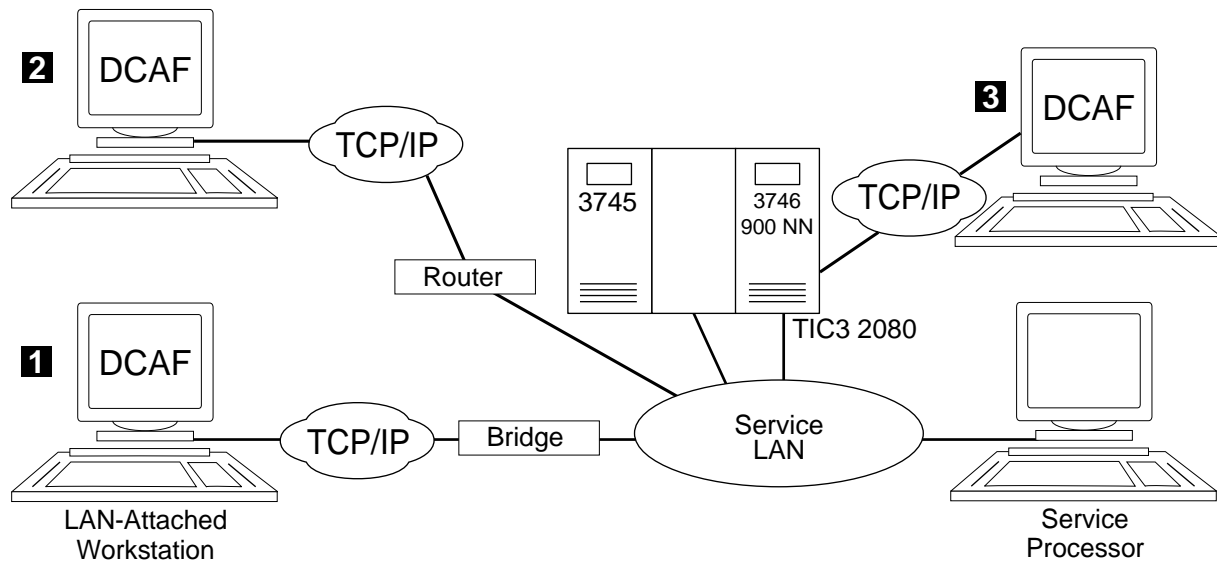 2
DCAF
TCP/IP
Router
3745
3746
900 NN
TIC3 2080
3
DCAF
TCP/IP
1
DCAF
TCP/IP
Bridge
Service
LAN
LAN-Attached
Workstation
Service
Processor